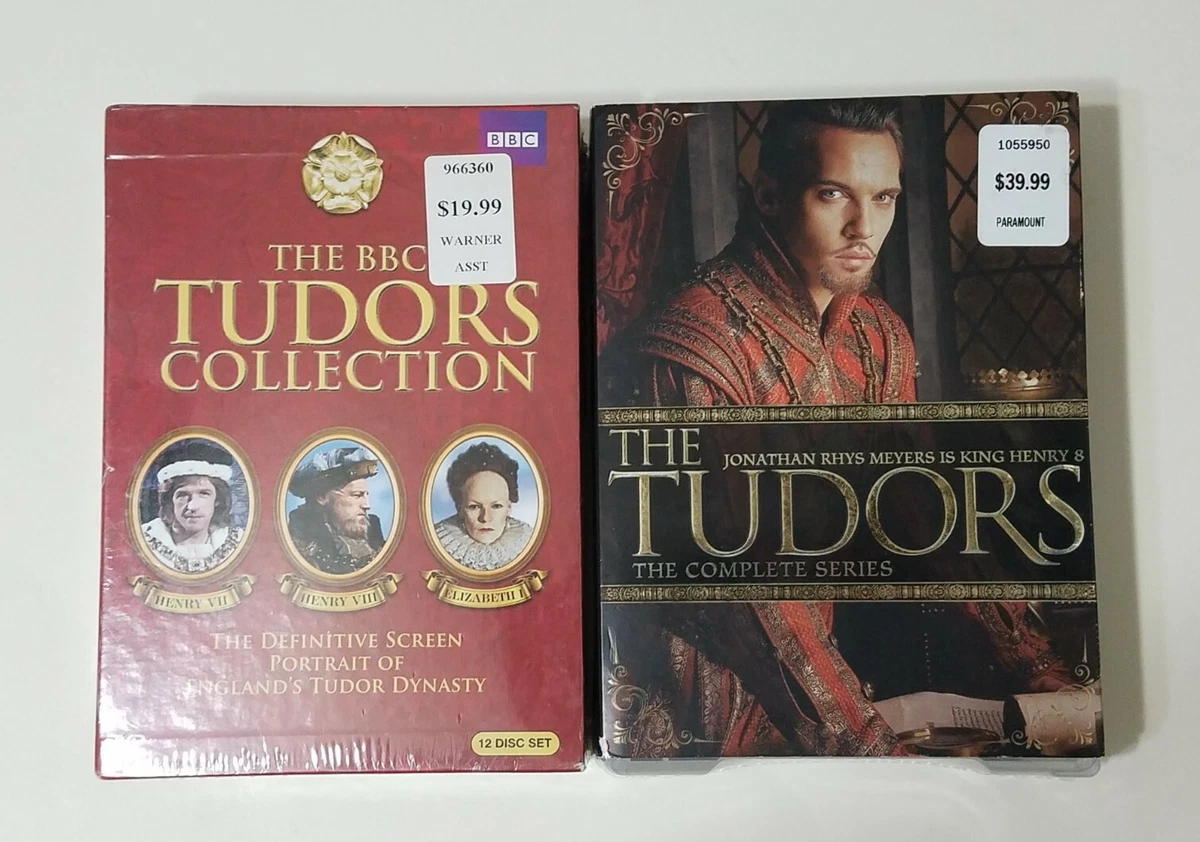 BBC
966360
$19.99
WARNER
ASST
THE BBC
TUDORS
COLLECTION
HENRY VII
HENRY VIII
ELIZABETH I
THE DEFINITIVE SCREEN
PORTRAIT OF
ENGLAND'S TUDOR DYNASTY
12 DISC SET
1055950
$39.99
PARAMOUNT
THE
JONATHAN RHYS MEYERS IS KING HENRY 8
TUDORS
THE COMPLETE SERIES